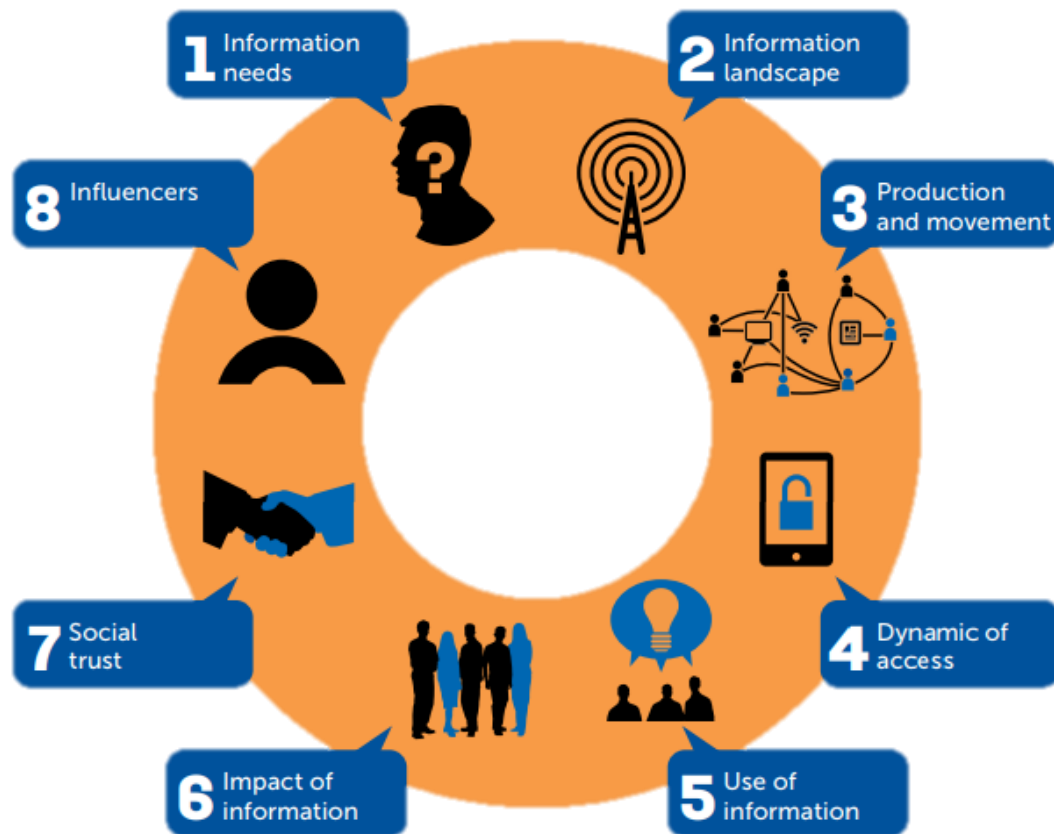 1 Information
needs
2 Information
landscape
3 Production
and movement
4 Dynamic of
access
5 Use of
information
6 Impact of
information
7 Social
trust
8 Influencers
?